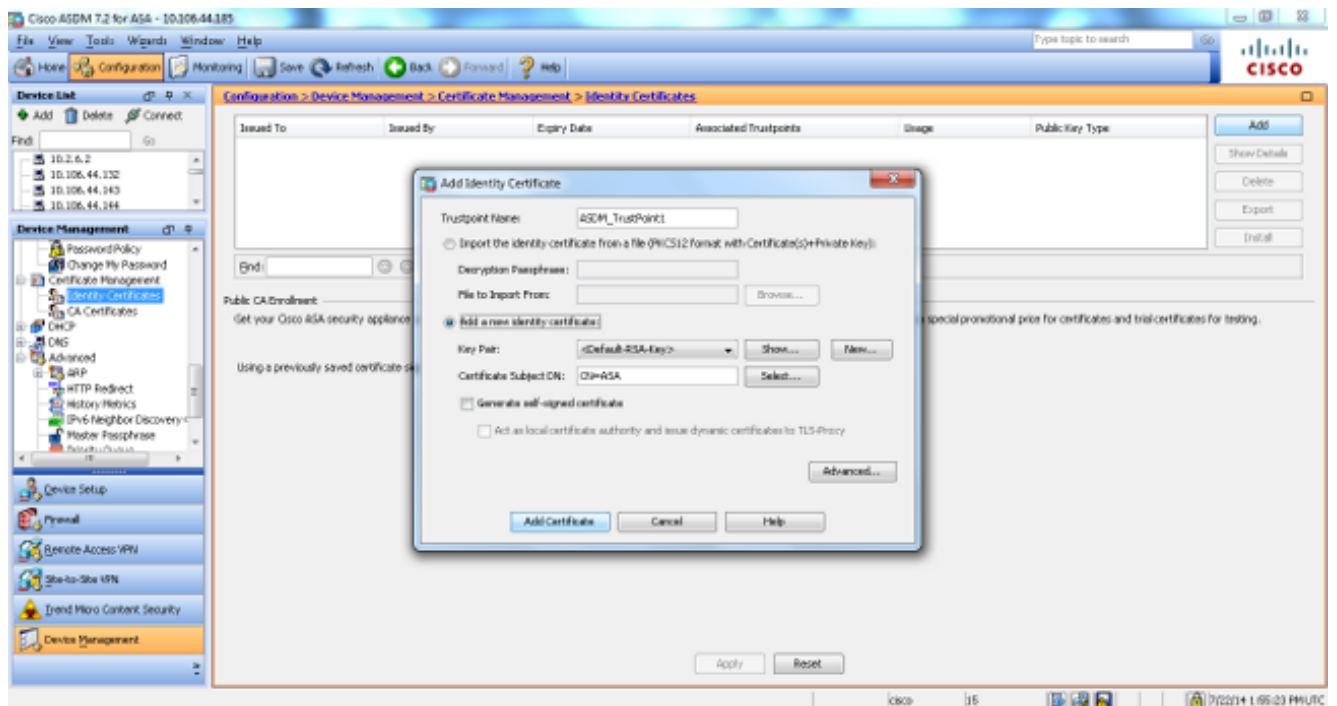 Cisco ASDM 7.2 for ASA - 10.106.44.185
File View Tools Wizards Window Help
Type topic to search Go
Home Configuration Monitoring Save Refresh Back Forward Help
CISCO
Device List
Add Delete Connect
Find: Go
10.2.6.2
10.106.44.132
10.106.44.143
10.106.44.144
Device Management
Password Policy
Change My Password
Certificate Management
Identity Certificates
CA Certificates
DHCP
DNS
Advanced
ARP
HTTP Redirect
History Metrics
IPv6 Neighbor Discovery
Master Passphrase
Priority Queue
Device Setup
Firewall
Remote Access VPN
Site-to-Site VPN
Trend Micro Content Security
Device Management
Configuration > Device Management > Certificate Management > Identity Certificates
Issued To Issued By Expiry Date Associated Trustpoints Usage Public Key Type
Add
Show Details
Delete
Export
Install
Find:
Public CA Enrollment
Get your Cisco ASA security appliance
special promotional price for certificates and trial certificates for testing.
Using a previously saved certificate
Add Identity Certificate
Trustpoint Name: ASDM_TrustPoint1
Import the identity certificate from a file (PKCS12 format with Certificate(s)+Private Key):
Decryption Passphrase:
File to Import From: Browse...
Add a new identity certificate:
Key Pair: <Default-RSA-Key> Show... New...
Certificate Subject DN: CN=ASA Select...
Generate self-signed certificate
Act as local certificate authority and issue dynamic certificates to TLS-Proxy
Advanced...
Add Certificate Cancel Help
Apply Reset
cisco 15 7/22/14 1:55:23 PM UTC